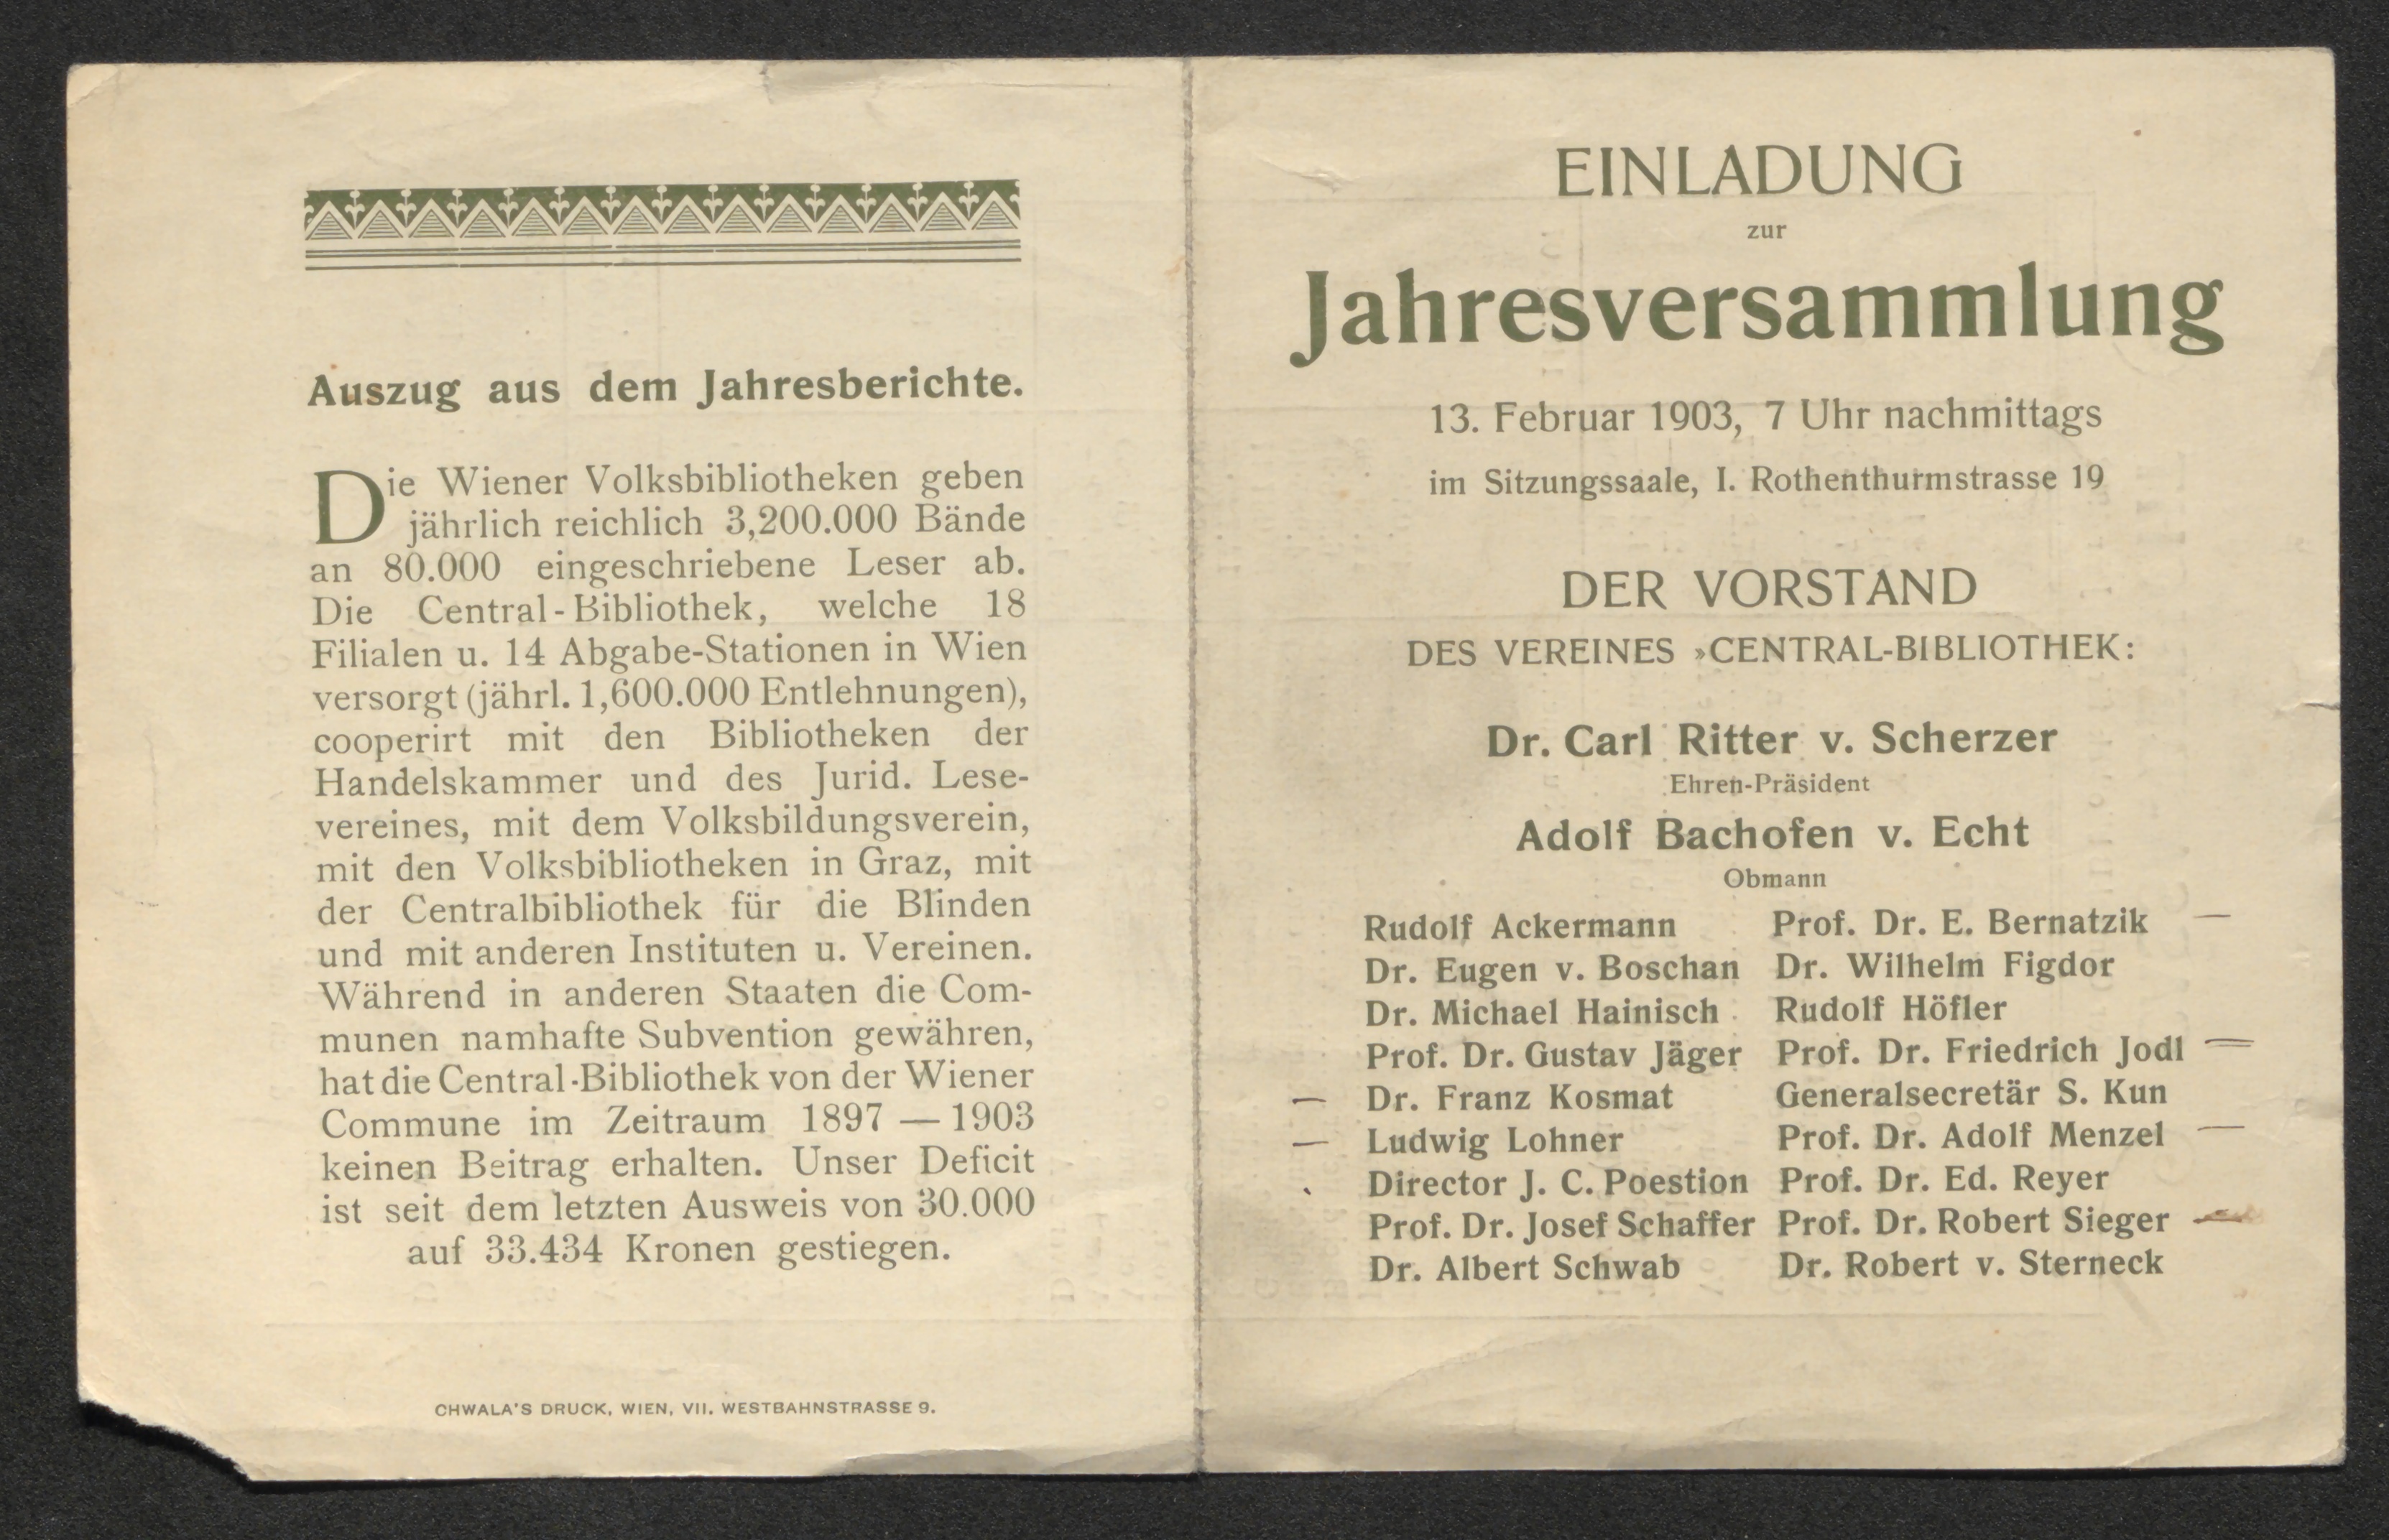 Auszug aus dem Jahresberichte.
Die Wiener Volksbibliotheken geben
jährlich reichlich 3,200.000 Bände
an 80.000 eingeschriebene Leser ab.
Die Central-Bibliothek, welche 18
Filialen u. 14 Abgabe-Stationen in Wien
versorgt (jährl. 1,600.000 Entlehnungen),
cooperirt mit den Bibliotheken der
Handelskammer und des Jurid. Lese-
vereines, mit dem Volksbildungsverein,
mit den Volksbibliotheken in Graz, mit
der Centralbibliothek für die Blinden
und mit anderen Instituten u. Vereinen.
Während in anderen Staaten die Com-
munen namhafte Subvention gewähren,
hat die Central-Bibliothek von der Wiener
Commune im Zeitraum 1897 — 1903
keinen Beitrag erhalten. Unser Deficit
ist seit dem letzten Ausweis von 30.000
auf 33.434 Kronen gestiegen.
CHWALA'S DRUCK, WIEN, VII. WESTBAHNSTRASSE 9.
EINLADUNG
zur
Jahresversammlung
13. Februar 1903, 7 Uhr nachmittags
im Sitzungssaale, I. Rothenthurmstrasse 19
DER VORSTAND
DES VEREINES »CENTRAL-BIBLIOTHEK:
Dr. Carl Ritter v. Scherzer
Ehren-Präsident
Adolf Bachofen v. Echt
Obmann
Rudolf Ackermann Prof. Dr. E. Bernatzik —
Dr. Eugen v. Boschan Dr. Wilhelm Figdor
Dr. Michael Hainisch Rudolf Höfler
Prof. Dr. Gustav Jäger Prof. Dr. Friedrich Jodl =
— Dr. Franz Kosmat Generalsecretär S. Kun
— Ludwig Lohner Prof. Dr. Adolf Menzel —
Director J. C. Poestion Prof. Dr. Ed. Reyer
Prof. Dr. Josef Schaffer Prof. Dr. Robert Sieger —
Dr. Albert Schwab Dr. Robert v. Sterneck